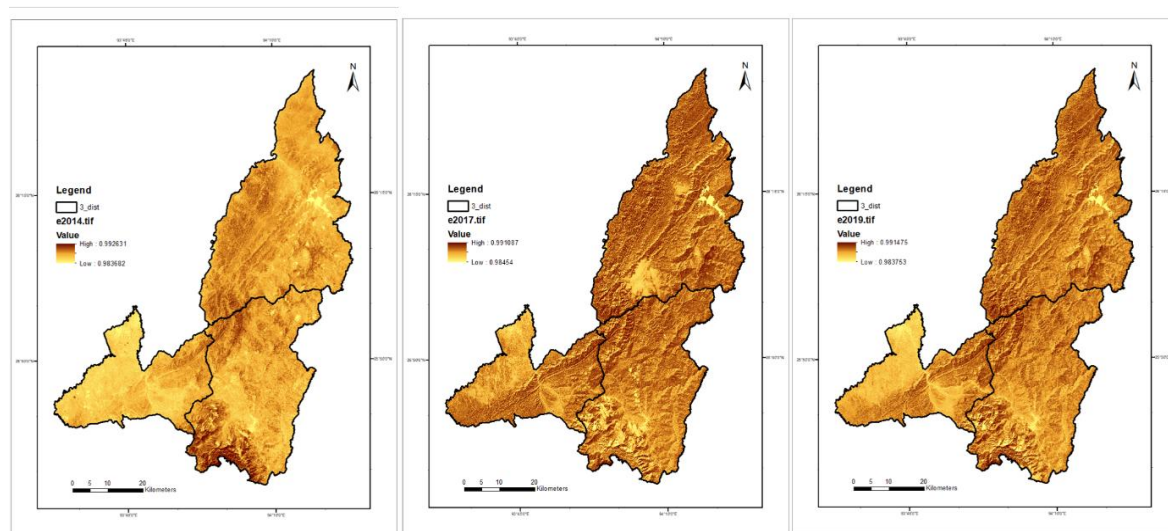 N
Legend
3_dist
e2014.tif
Value
High : 0.992631
Low : 0.983682
0 5 10 20
Kilometers
N
Legend
3_dist
e2017.tif
Value
High : 0.991087
Low : 0.98454
0 5 10 20
Kilometers
N
Legend
3_dist
e2019.tif
Value
High : 0.991475
Low : 0.983753
0 5 10 20
Kilometers